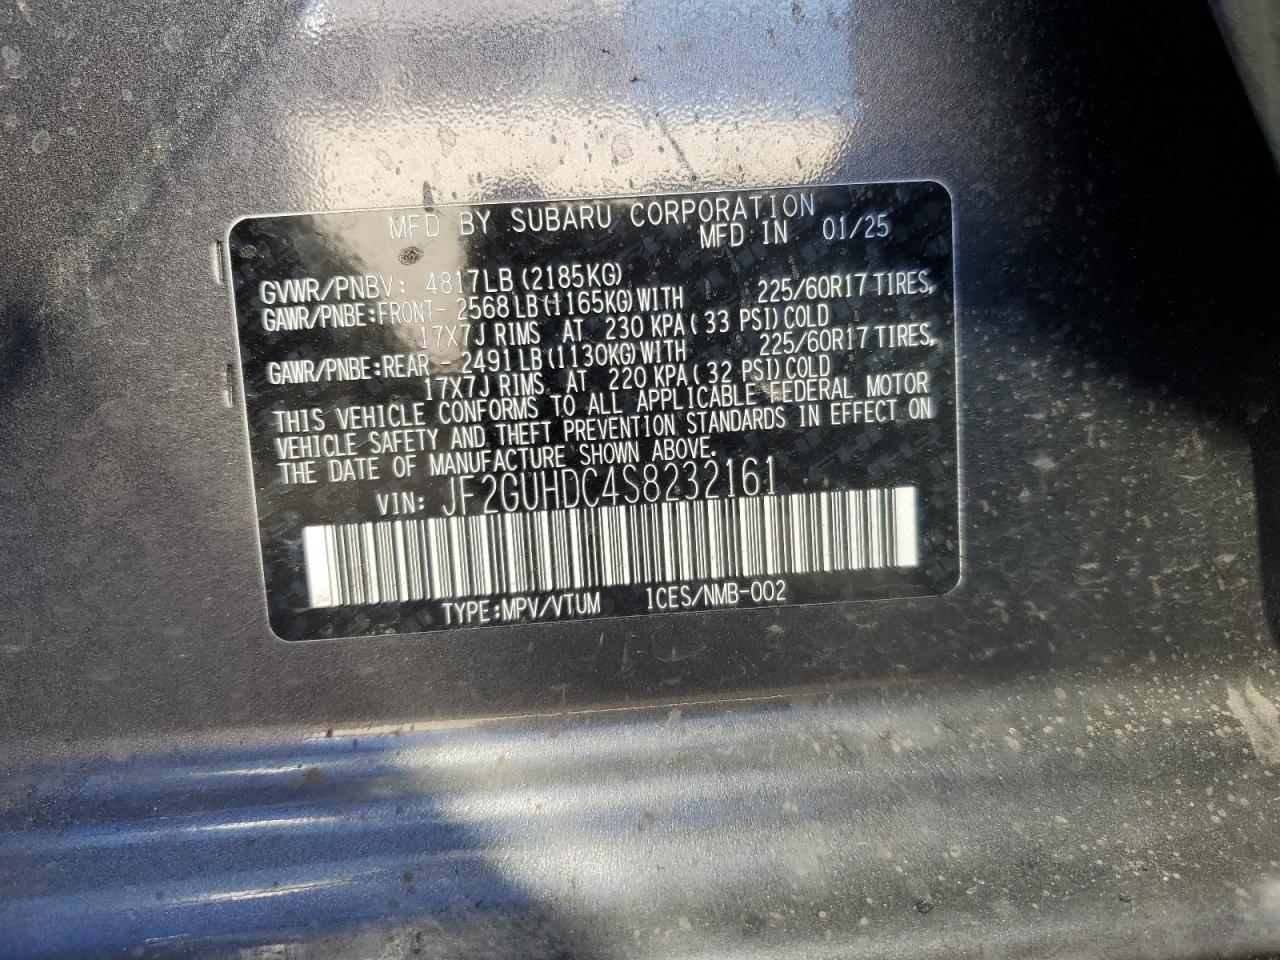 MFD BY SUBARU CORPORATION
MFD IN 01/25
GVWR/PNBV: 4817LB (2185KG)
GAWR/PNBE:FRONT- 2568LB(1165KG)WITH 225/60R17 TIRES,
17X7J RIMS AT 230 KPA(33 PSI)COLD
GAWR/PNBE:REAR - 2491LB(1130KG)WITH 225/60R17 TIRES,
17X7J RIMS AT 220 KPA(32 PSI)COLD
THIS VEHICLE CONFORMS TO ALL APPLICABLE FEDERAL MOTOR
VEHICLE SAFETY AND THEFT PREVENTION STANDARDS IN EFFECT ON
THE DATE OF MANUFACTURE SHOWN ABOVE.
VIN: JF2GUHDC4S8232161
TYPE:MPV/VTUM ICES/NMB-002